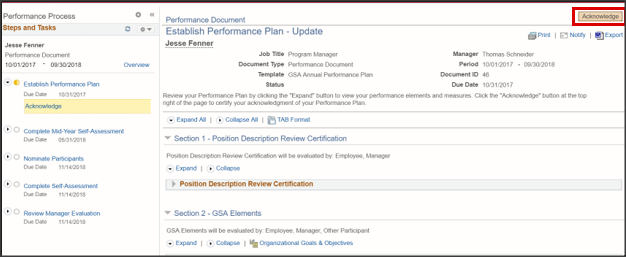 Performance Process
Steps and Tasks
Jesse Fenner
Performance Document
10/01/2017 - 09/30/2018 Overview
Establish Performance Plan
Due Date 10/31/2017
Acknowledge
Complete Mid-Year Self-Assessment
Due Date 05/31/2018
Nominate Participants
Due Date 11/14/2018
Complete Self-Assessment
Due Date 11/14/2018
Review Manager Evaluation
Due Date 11/14/2018
Performance Document
Acknowledge
Establish Performance Plan - Update
Print | Notify | Export
Jesse Fenner
Job Title Program Manager Manager Thomas Schneider
Document Type Performance Document Period 10/01/2017 - 09/30/2018
Template GSA Annual Performance Plan Document ID 46
Status Due Date 10/31/2017
Review your Performance Plan by clicking the "Expand" button to view your performance elements and measures. Click the "Acknowledge" button at the top
right of the page to certify your acknowledgment of your Performance Plan.
Expand All | Collapse All | TAB Format
Section 1 - Position Description Review Certification
Position Description Review Certification will be evaluated by: Employee, Manager
Expand | Collapse
Position Description Review Certification
Section 2 - GSA Elements
GSA Elements will be evaluated by: Employee, Manager, Other Participant
Expand | Collapse | Organizational Goals & Objectives